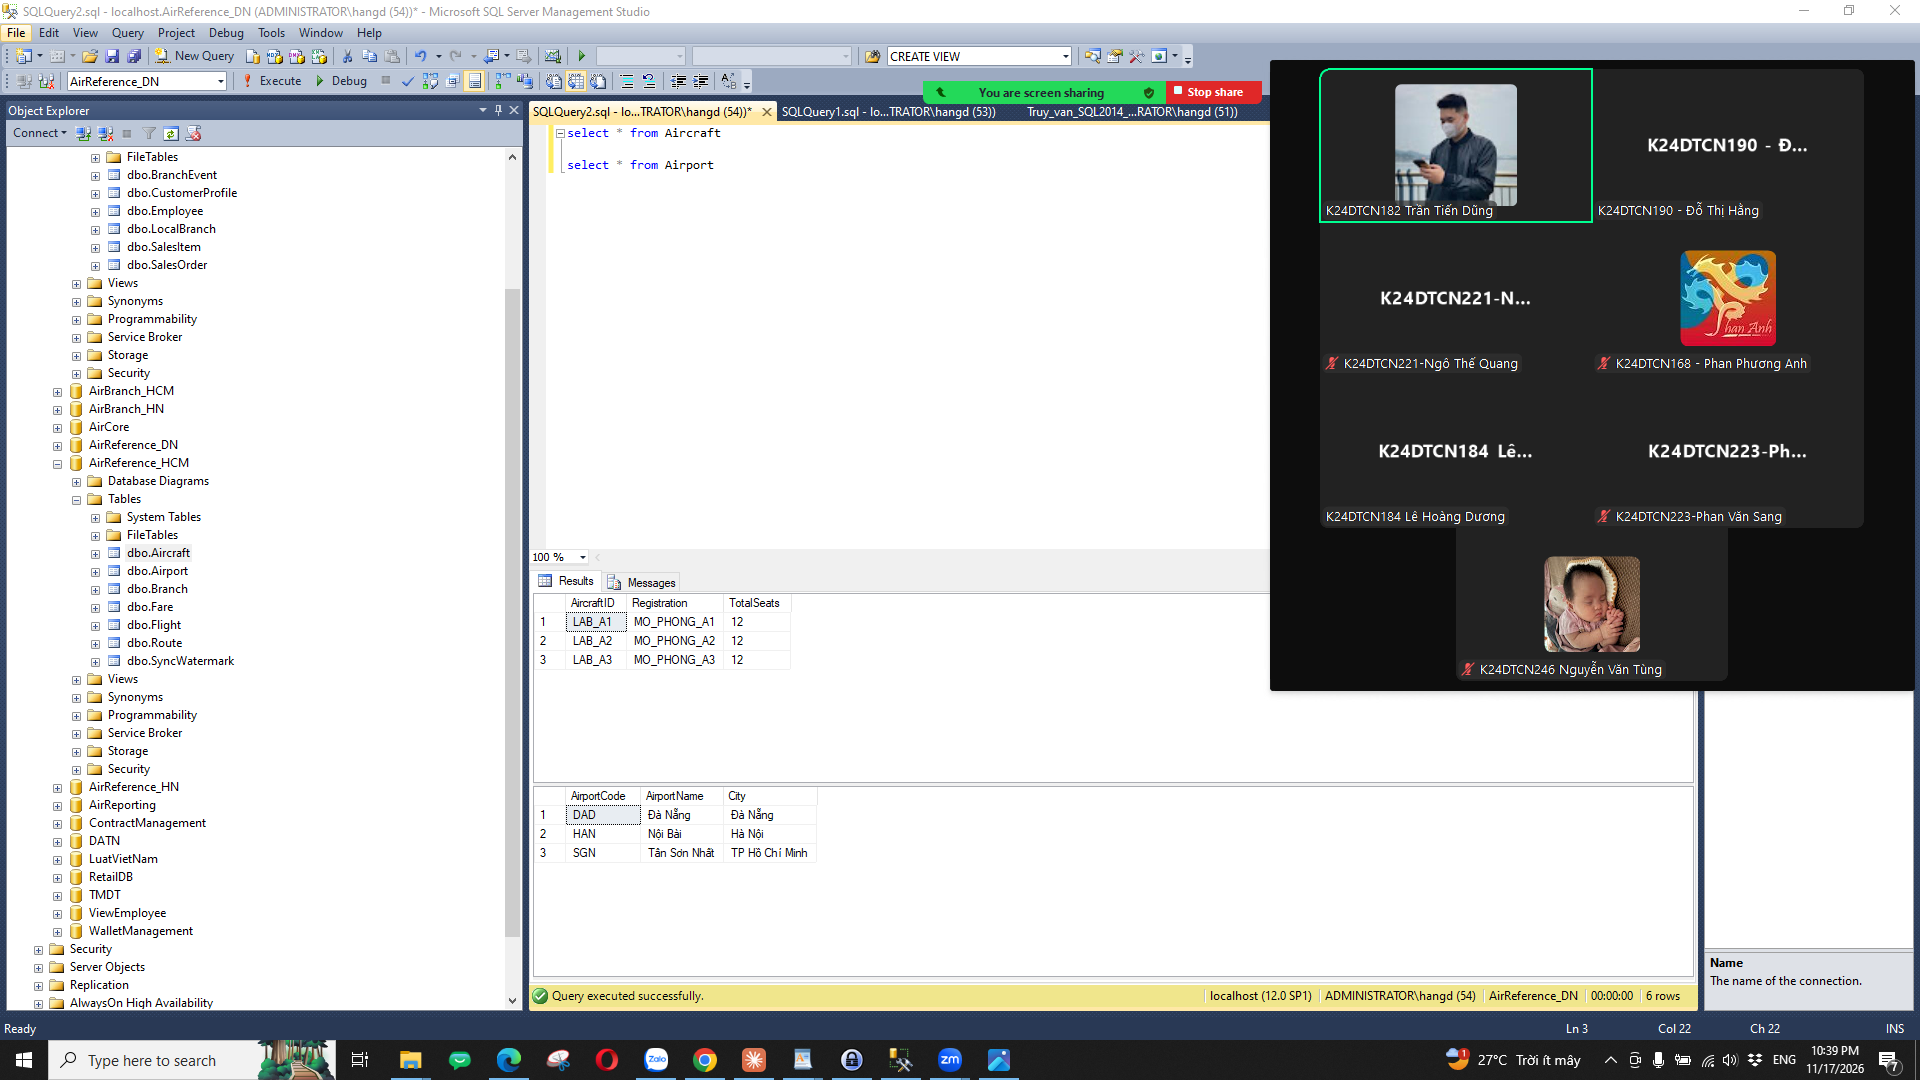 SQLQuery2.sql - localhost.AirReference_DN (ADMINISTRATOR\hangd (54))* - Microsoft SQL Server Management Studio
File Edit View Query Project Debug Tools Window Help
New Query
CREATE VIEW
AirReference_DN
Execute
Debug
You are screen sharing
Stop share
Object Explorer
Connect
FileTables
dbo.BranchEvent
dbo.CustomerProfile
dbo.Employee
dbo.LocalBranch
dbo.SalesItem
dbo.SalesOrder
Views
Synonyms
Programmability
Service Broker
Storage
Security
AirBranch_HCM
AirBranch_HN
AirCore
AirReference_DN
AirReference_HCM
Database Diagrams
Tables
System Tables
FileTables
dbo.Aircraft
dbo.Airport
dbo.Branch
dbo.Fare
dbo.Flight
dbo.Route
dbo.SyncWatermark
Views
Synonyms
Programmability
Service Broker
Storage
Security
AirReference_HN
AirReporting
ContractManagement
DATN
LuatVietNam
RetailDB
TMDT
ViewEmployee
WalletManagement
Security
Server Objects
Replication
AlwaysOn High Availability
SQLQuery2.sql - lo...TRATOR\hangd (54))*
SQLQuery1.sql - lo...TRATOR\hangd (53))
Truy_van_SQL2014_...RATOR\hangd (51))
select * from Aircraft
select * from Airport
100 %
Results
Messages
AircraftID Registration TotalSeats
1 LAB_A1 MO_PHONG_A1 12
2 LAB_A2 MO_PHONG_A2 12
3 LAB_A3 MO_PHONG_A3 12
AirportCode AirportName City
1 DAD Đà Nẵng Đà Nẵng
2 HAN Nội Bài Hà Nội
3 SGN Tân Sơn Nhất TP Hồ Chí Minh
Query executed successfully.
localhost (12.0 SP1)
ADMINISTRATOR\hangd (54)
AirReference_DN
00:00:00
6 rows
K24DTCN182 Trần Tiến Dũng
K24DTCN190 - Đ...
K24DTCN190 - Đỗ Thị Hằng
K24DTCN221-N...
K24DTCN221-Ngô Thế Quang
Phan Anh
K24DTCN168 - Phan Phương Anh
K24DTCN184 Lê...
K24DTCN184 Lê Hoàng Dương
K24DTCN223-Ph...
K24DTCN223-Phan Văn Sang
K24DTCN246 Nguyễn Văn Tùng
Name
The name of the connection.
Ready
Ln 3
Col 22
Ch 22
INS
Type here to search
Zalo
zm
1
27°C Trời ít mây
ENG
10:39 PM
11/17/2026
7